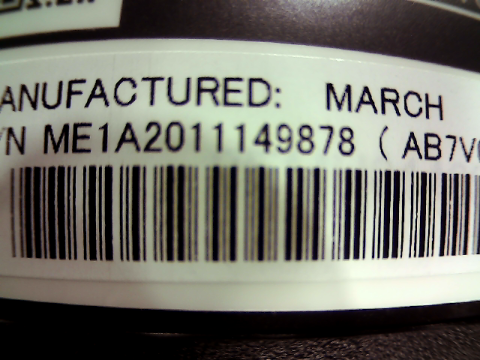 ANUFACTURED: MARCH
/N ME1A2011149878 ( AB7V